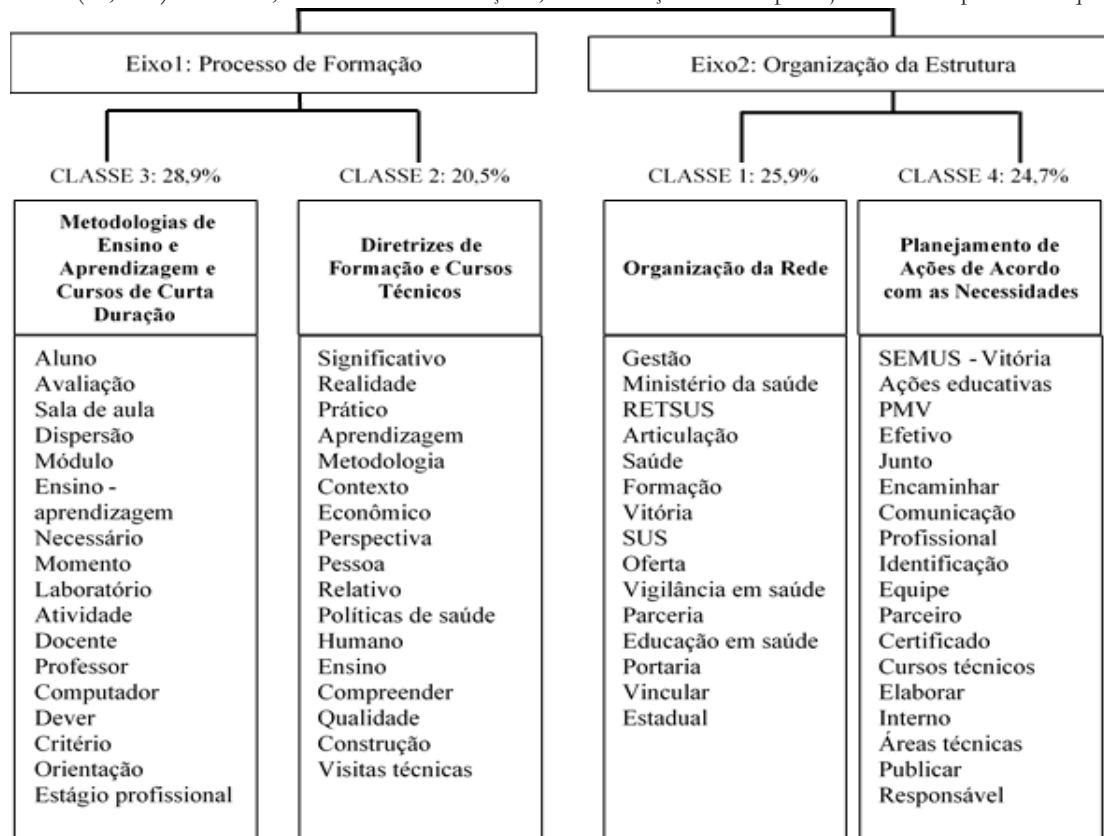 Eixo1: Processo de Formação
Eixo2: Organização da Estrutura
CLASSE 3: 28,9%
CLASSE 2: 20,5%
CLASSE 1: 25,9%
CLASSE 4: 24,7%
Metodologias de
Ensino e
Aprendizagem e
Cursos de Curta
Duração
Diretrizes de
Formação e Cursos
Técnicos
Organização da Rede
Planejamento de
Ações de Acordo
com as Necessidades
Aluno
Avaliação
Sala de aula
Dispersão
Módulo
Ensino -
aprendizagem
Necessário
Momento
Laboratório
Atividade
Docente
Professor
Computador
Dever
Critério
Orientação
Estágio profissional
Significativo
Realidade
Prático
Aprendizagem
Metodologia
Contexto
Econômico
Perspectiva
Pessoa
Relativo
Políticas de saúde
Humano
Ensino
Compreender
Qualidade
Construção
Visitas técnicas
Gestão
Ministério da saúde
RETSUS
Articulação
Saúde
Formação
Vitória
SUS
Oferta
Vigilância em saúde
Parceria
Educação em saúde
Portaria
Vincular
Estadual
SEMUS - Vitória
Ações educativas
PMV
Efetivo
Junto
Encaminhar
Comunicação
Profissional
Identificação
Equipe
Parceiro
Certificado
Cursos técnicos
Elaborar
Interno
Áreas técnicas
Publicar
Responsável